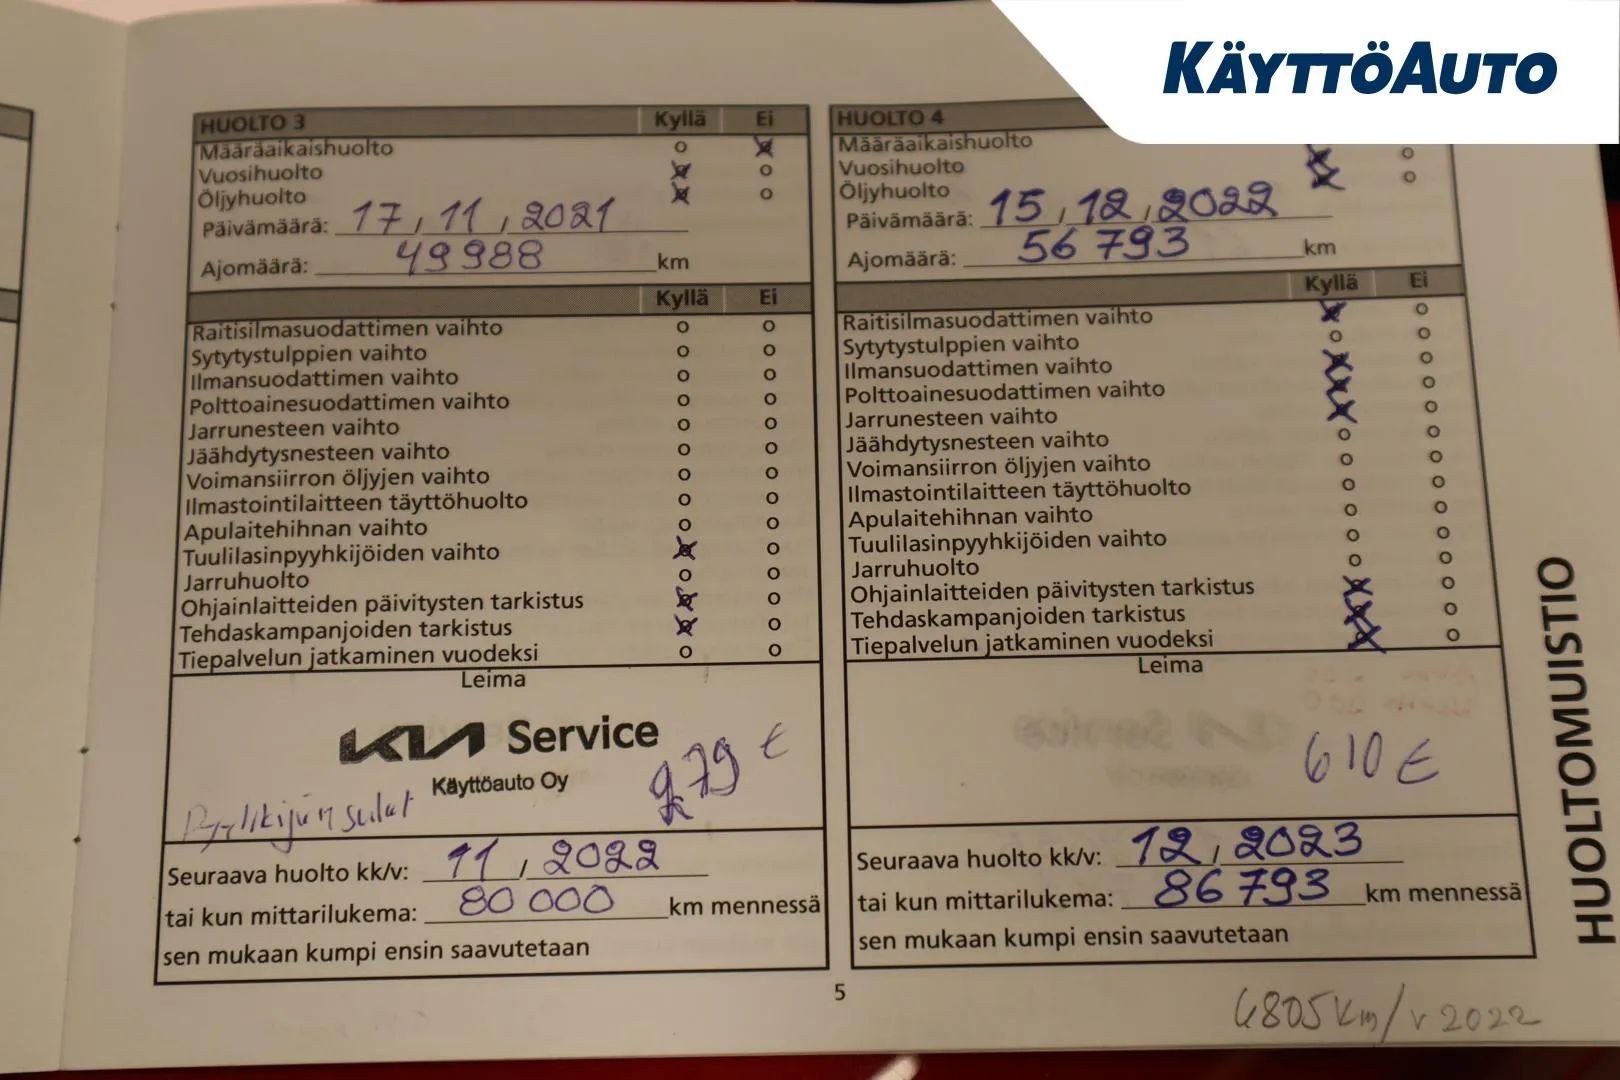 KÄYTTÖAUTO
HUOLTO 3 Kyllä Ei
Määräaikaishuolto o o
Vuosihuolto o o
Öljyhuolto o o
Päivämäärä: 17 , 11 , 2021
Ajomäärä: 49988 km
Kyllä Ei
Raitisilmasuodattimen vaihto o o
Sytytystulppien vaihto o o
Ilmansuodattimen vaihto o o
Polttoainesuodattimen vaihto o o
Jarrunesteen vaihto o o
Jäähdytysnesteen vaihto o o
Voimansiirron öljyjen vaihto o o
Ilmastointilaitteen täyttöhuolto o o
Apulaitehihnan vaihto o o
Tuulilasinpyyhkijöiden vaihto o o
Jarruhuolto o o
Ohjainlaitteiden päivitysten tarkistus o o
Tehdaskampanjoiden tarkistus o o
Tiepalvelun jatkaminen vuodeksi o o
Leima
KIA Service
Käyttöauto Oy
279 €
Seuraava huolto kk/v: 11 / 2022
tai kun mittarilukema: 80 000 km mennessä
sen mukaan kumpi ensin saavutetaan
HUOLTO 4
Määräaikaishuolto o
Vuosihuolto o o
Öljyhuolto o o
Päivämäärä: 15 , 12 , 2022
Ajomäärä: 56 793 km
Kyllä Ei
Raitisilmasuodattimen vaihto o o
Sytytystulppien vaihto o o
Ilmansuodattimen vaihto o o
Polttoainesuodattimen vaihto o o
Jarrunesteen vaihto o o
Jäähdytysnesteen vaihto o o
Voimansiirron öljyjen vaihto o o
Ilmastointilaitteen täyttöhuolto o o
Apulaitehihnan vaihto o o
Tuulilasinpyyhkijöiden vaihto o o
Jarruhuolto o o
Ohjainlaitteiden päivitysten tarkistus o o
Tehdaskampanjoiden tarkistus o o
Tiepalvelun jatkaminen vuodeksi o o
Leima
610 €
Seuraava huolto kk/v: 12 , 2023
tai kun mittarilukema: 86 793 km mennessä
sen mukaan kumpi ensin saavutetaan
HUOLTOMUISTIO
5
6805 km/v 2022